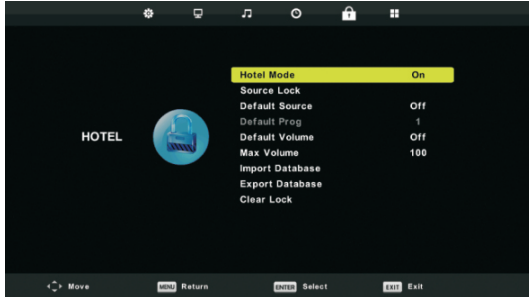 Hotel Mode On
Source Lock
Default Source Off
Default Prog 1
HOTEL
Default Volume Off
Max Volume 100
Import Database
Export Database
Clear Lock
Move MENU Return ENTER Select EXIT Exit